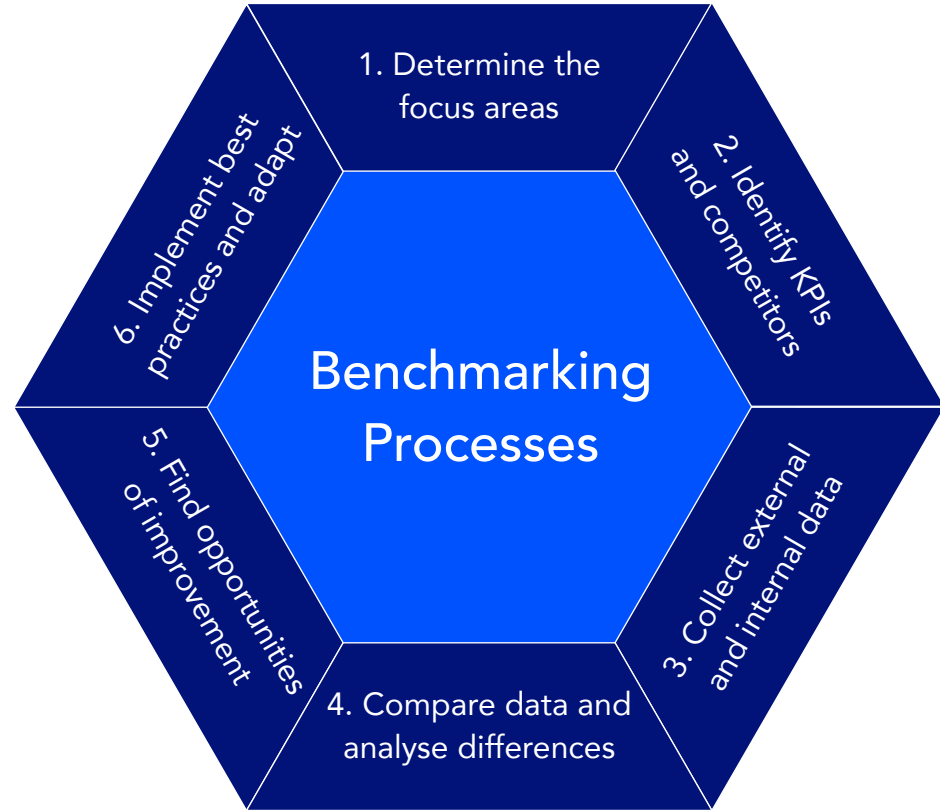 1. Determine the
focus areas
2. Identify KPIs
and competitors
3. Collect external
and internal data
4. Compare data and
analyse differences
5. Find opportunities
of improvement
6. Implement best
practices and adapt
Benchmarking
Processes